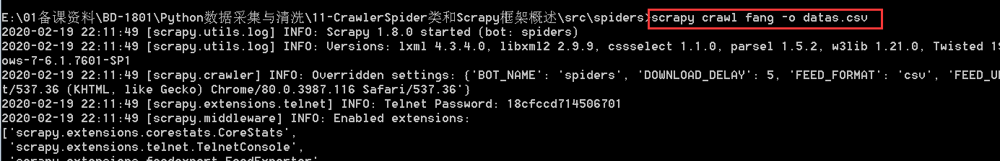 E:\01备课资料\BD-1801\Python数据采集与清洗\11-CrawlerSpider类和Scrapy框架概述\src\spiders>scrapy crawl fang -o datas.csv
2020-02-19 22:11:49 [scrapy.utils.log] INFO: Scrapy 1.8.0 started (bot: spiders)
2020-02-19 22:11:49 [scrapy.utils.log] INFO: Versions: lxml 4.3.4.0, libxml2 2.9.9, cssselect 1.1.0, parsel 1.5.2, w3lib 1.21.0, Twisted 19
ows-7-6.1.7601-SP1
2020-02-19 22:11:49 [scrapy.crawler] INFO: Overridden settings: {'BOT_NAME': 'spiders', 'DOWNLOAD_DELAY': 5, 'FEED_FORMAT': 'csv', 'FEED_UR
t/537.36 (KHTML, like Gecko) Chrome/80.0.3987.116 Safari/537.36'}
2020-02-19 22:11:49 [scrapy.extensions.telnet] INFO: Telnet Password: 18cfccd714506701
2020-02-19 22:11:49 [scrapy.middleware] INFO: Enabled extensions:
['scrapy.extensions.corestats.CoreStats',
'scrapy.extensions.telnet.TelnetConsole',
'scrapy.extensions.feedexport.FeedExporter',